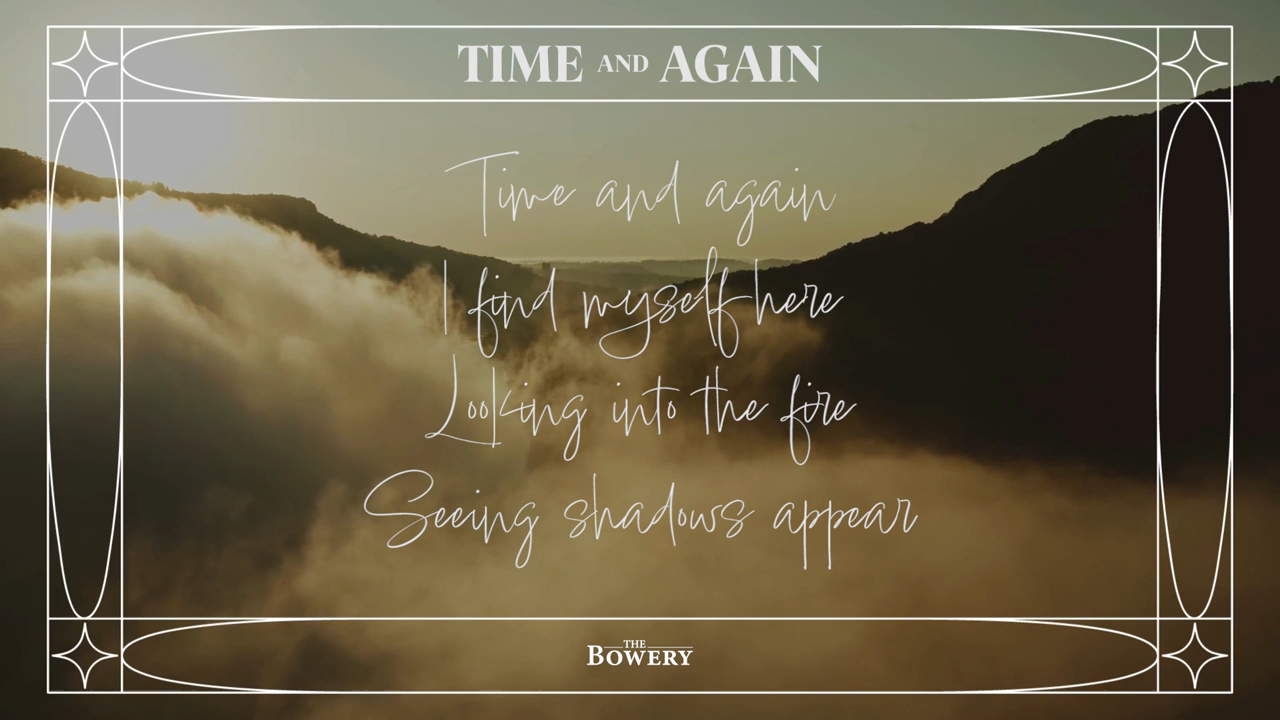 TIME AND AGAIN
Time and again
I find myself here
Looking into the fire
Seeing shadows appear
THE
BOWERY